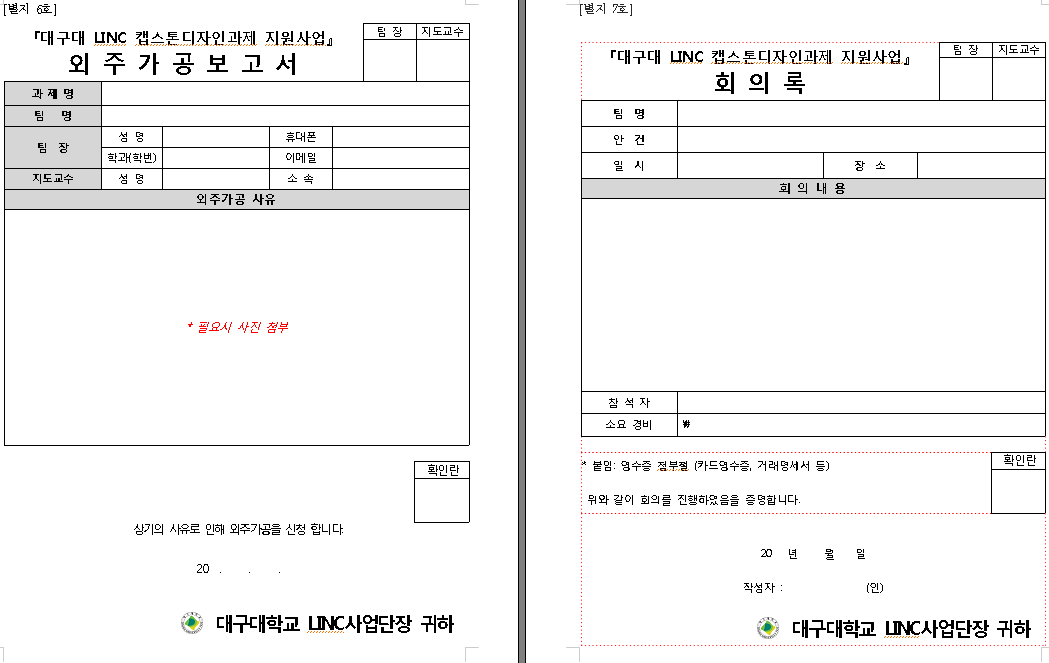 [별지 6호]
『대구대 LINC 캡스톤디자인과제 지원사업』
외 주 가 공 보 고 서
팀 장 지도교수
과 제 명
팀 명
팀 장 성 명 휴대폰
학과(학번) 이메일
지도교수 성 명 소 속
외주가공 사유
* 필요시 사진 첨부
확인란
상기의 사유로 인해 외주가공을 신청 합니다.
20 . . .
대구대학교 LINC사업단장 귀하
[별지 7호]
『대구대 LINC 캡스톤디자인과제 지원사업』
회 의 록
팀 장 지도교수
팀 명
안 건
일 시 장 소
회 의 내 용
참 석 자
소요 경비 ₩
* 붙임: 영수증 첨부철 (카드영수증, 거래명세서 등)
확인란
위와 같이 회의를 진행하였음을 증명합니다.
20 년 월 일
작성자 : (인)
대구대학교 LINC사업단장 귀하